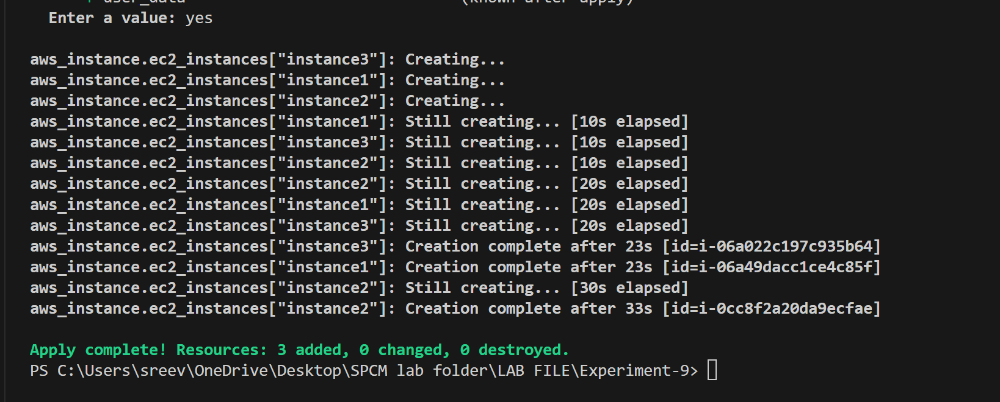 + user_data (known after apply)
Enter a value: yes
aws_instance.ec2_instances["instance3"]: Creating...
aws_instance.ec2_instances["instance1"]: Creating...
aws_instance.ec2_instances["instance2"]: Creating...
aws_instance.ec2_instances["instance1"]: Still creating... [10s elapsed]
aws_instance.ec2_instances["instance3"]: Still creating... [10s elapsed]
aws_instance.ec2_instances["instance2"]: Still creating... [10s elapsed]
aws_instance.ec2_instances["instance2"]: Still creating... [20s elapsed]
aws_instance.ec2_instances["instance1"]: Still creating... [20s elapsed]
aws_instance.ec2_instances["instance3"]: Still creating... [20s elapsed]
aws_instance.ec2_instances["instance3"]: Creation complete after 23s [id=i-06a022c197c935b64]
aws_instance.ec2_instances["instance1"]: Creation complete after 23s [id=i-06a49dacc1ce4c85f]
aws_instance.ec2_instances["instance2"]: Still creating... [30s elapsed]
aws_instance.ec2_instances["instance2"]: Creation complete after 33s [id=i-0cc8f2a20da9ecfae]
Apply complete! Resources: 3 added, 0 changed, 0 destroyed.
PS C:\Users\sreev\OneDrive\Desktop\SPCM lab folder\LAB FILE\Experiment-9>